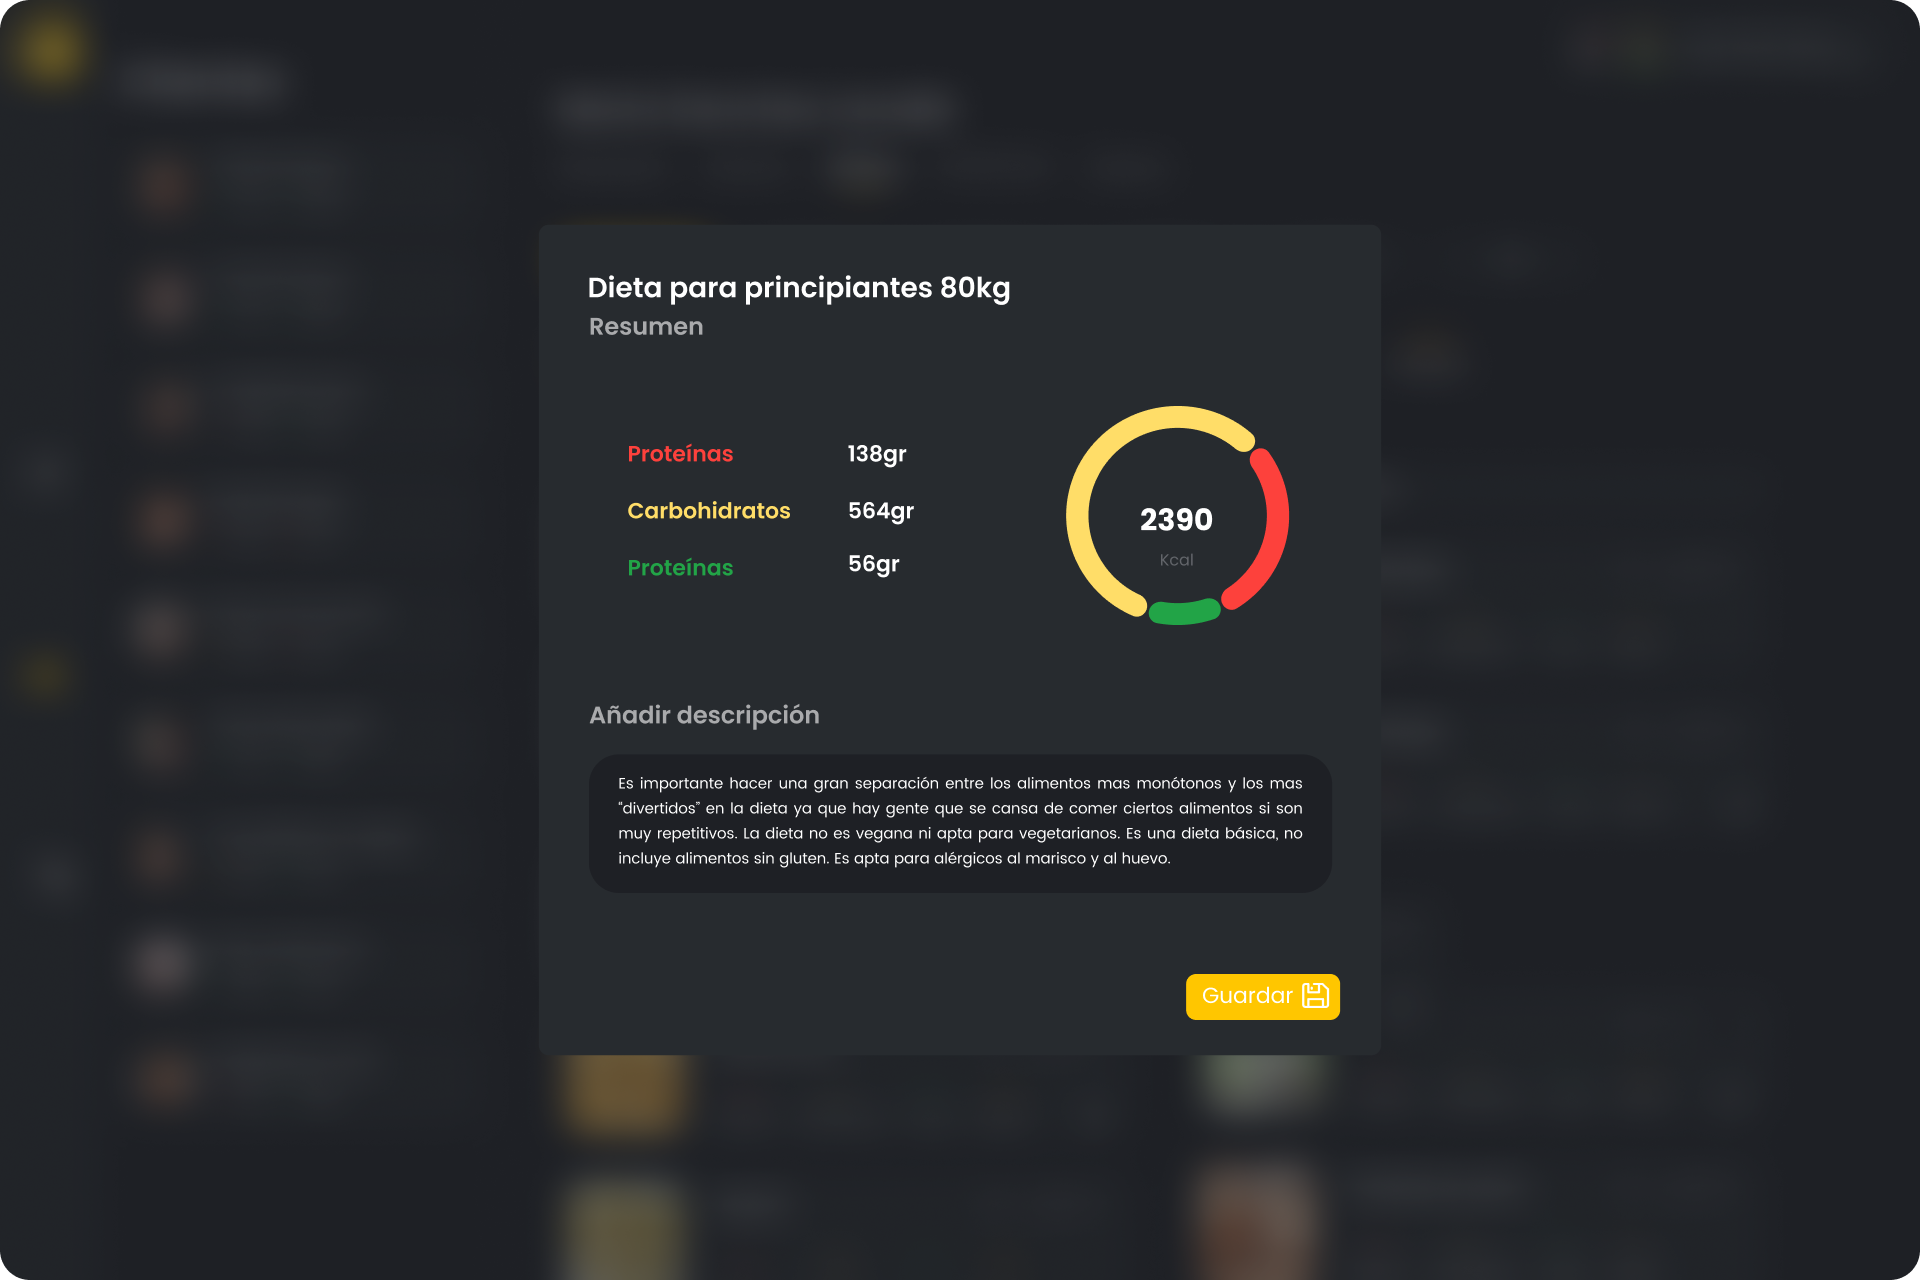 Dieta para principiantes 80kg
Resumen
Proteínas 138gr
Carbohidratos 564gr
Proteínas 56gr
2390
Kcal
Añadir descripción
Es importante hacer una gran separación entre los alimentos mas monótonos y los mas
“divertidos” en la dieta ya que hay gente que se cansa de comer ciertos alimentos si son
muy repetitivos. La dieta no es vegana ni apta para vegetarianos. Es una dieta básica, no
incluye alimentos sin gluten. Es apta para alérgicos al marisco y al huevo.
Guardar